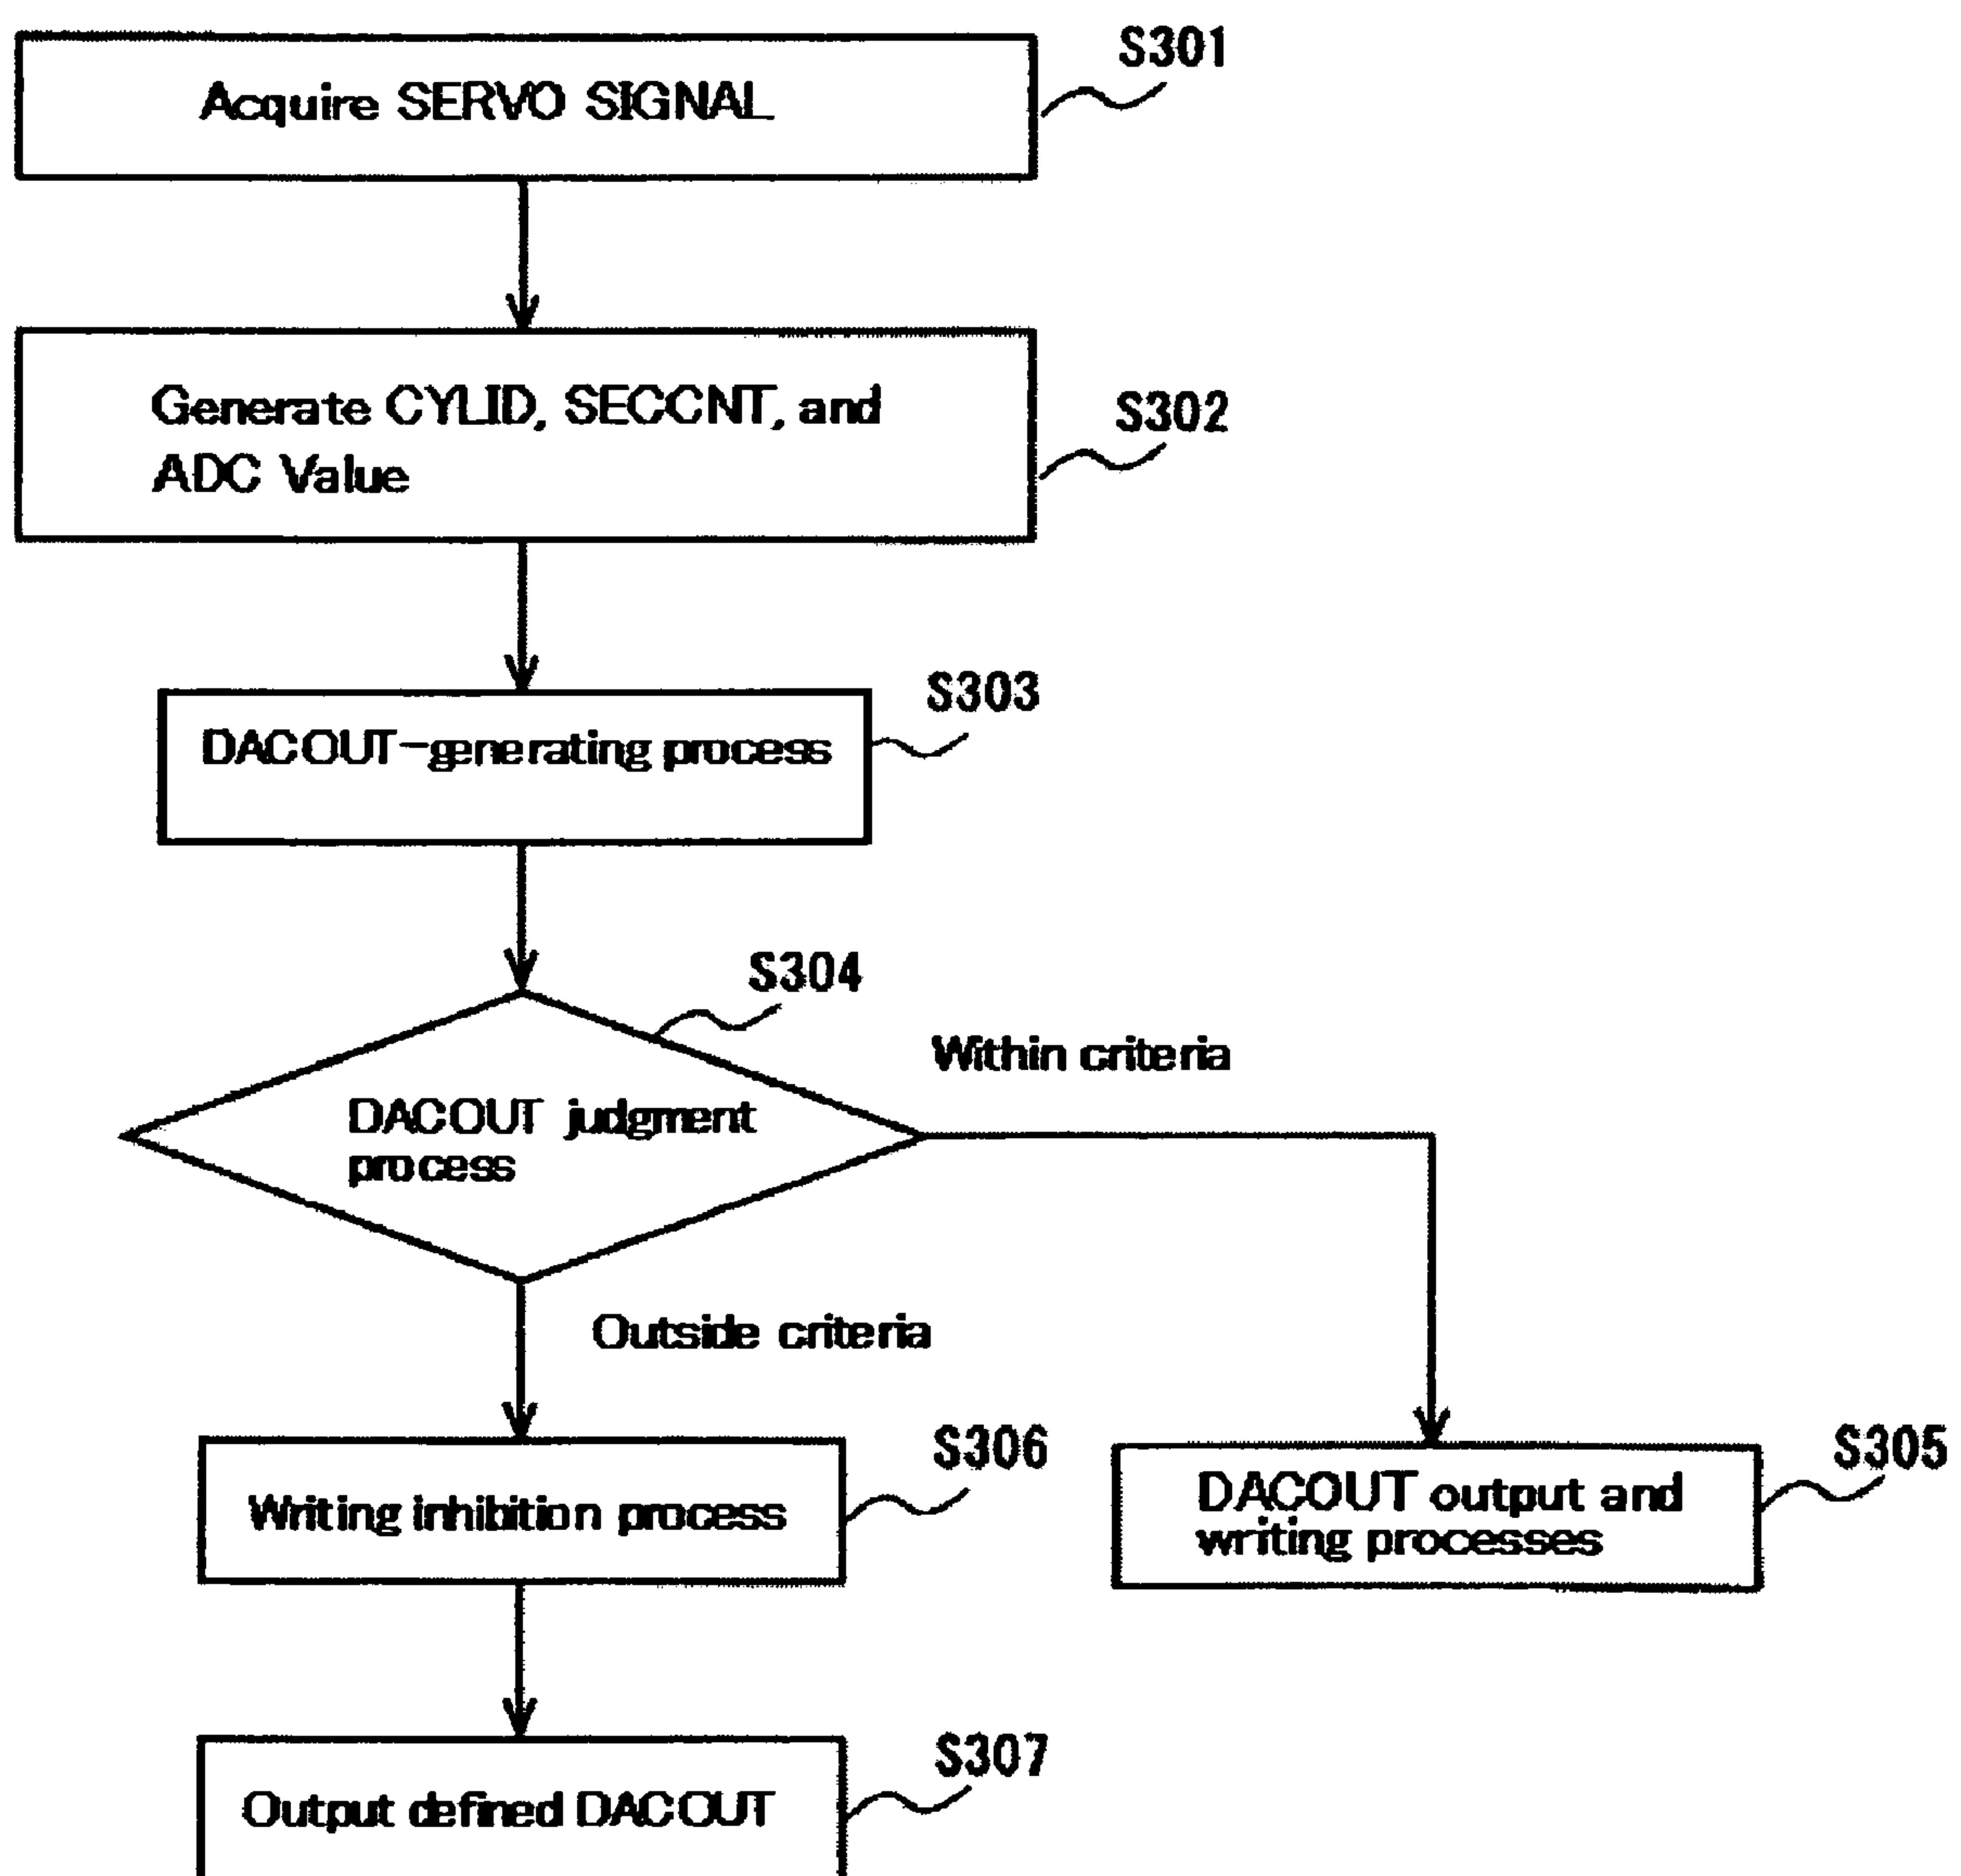 S301
Acquire SERVO SIGNAL
S302
Generate CYLID, SECCNT, and
ADC Value
S303
DACOUT-generating process
S304
Within criteria
DACOUT judgment
process
Outside criteria
S306
Writing inhibition process
S305
DACOUT output and
writing processes
S307
Output defined DACOUT